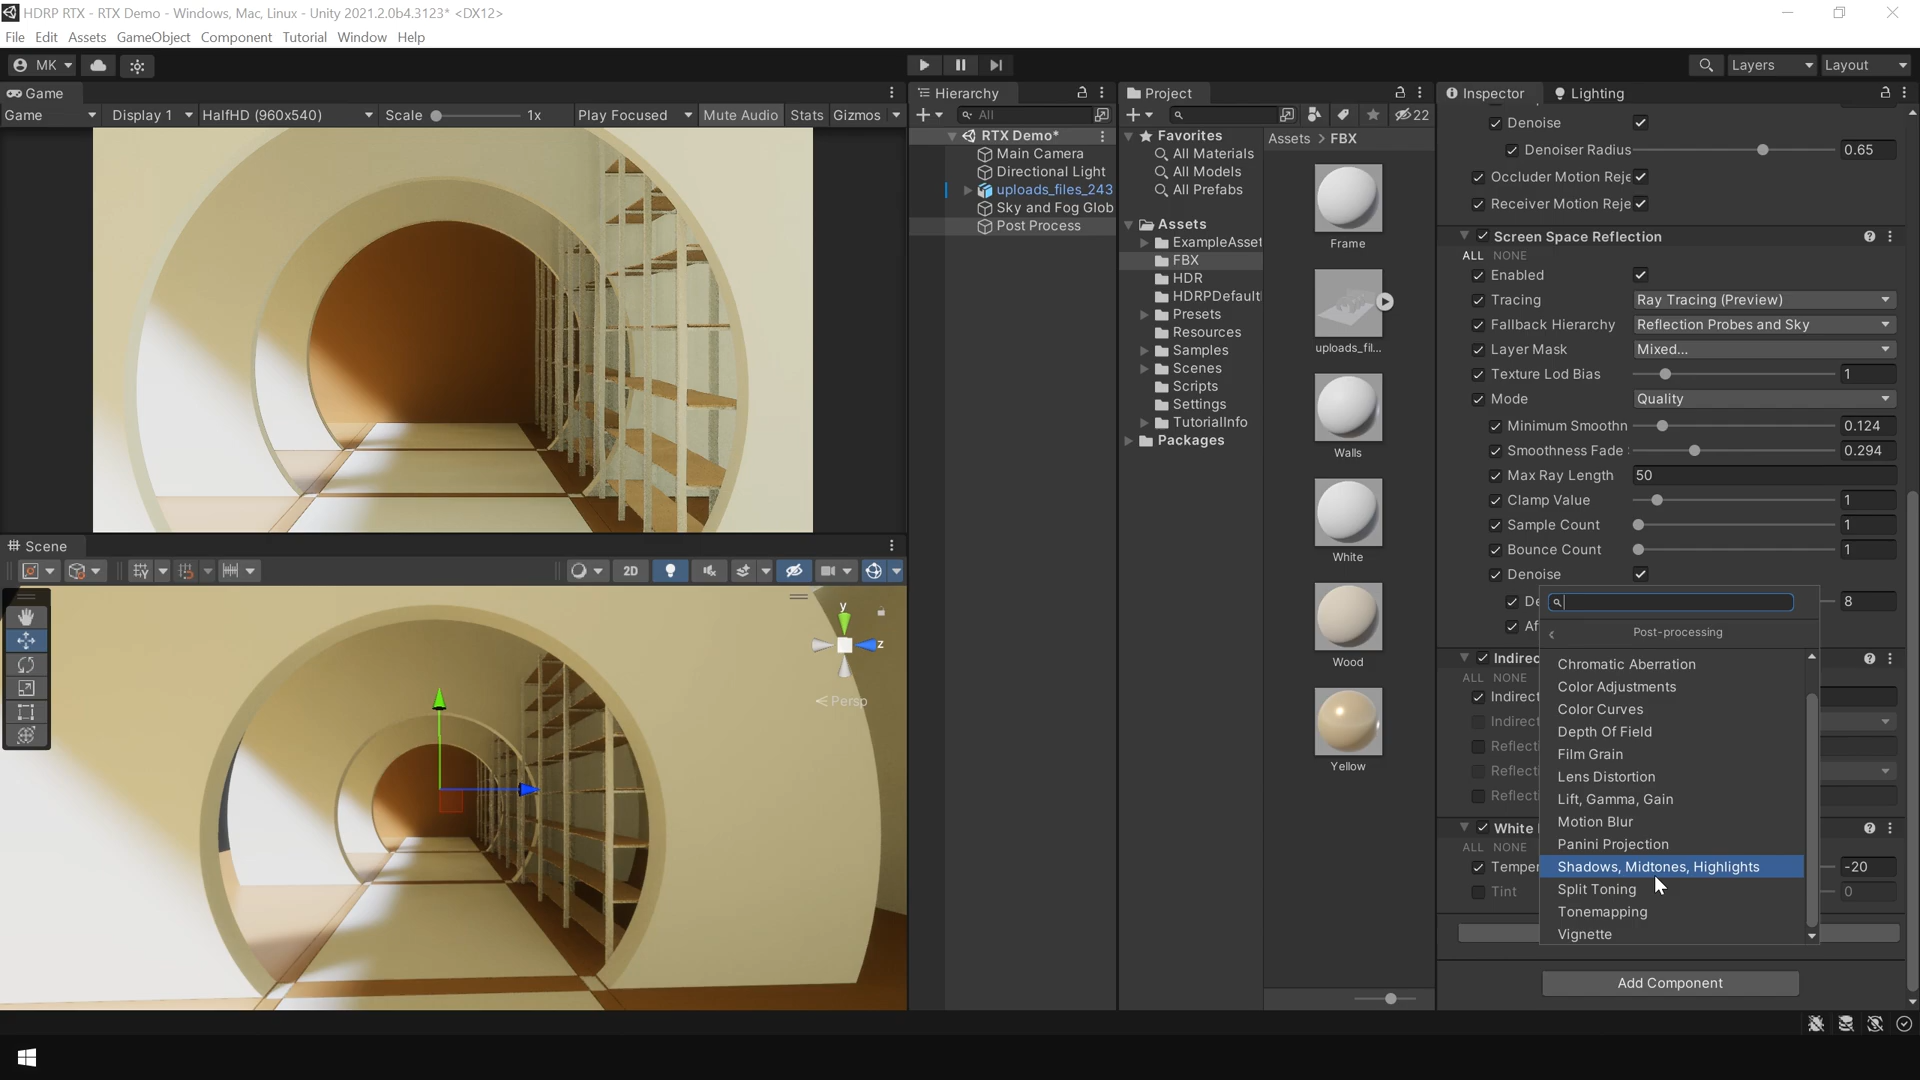 HDRP RTX - RTX Demo - Windows, Mac, Linux - Unity 2021.2.0b4.3123* <DX12>
File Edit Assets GameObject Component Tutorial Window Help
MK
Layers
Layout
Game
Game Display 1 HalfHD (960x540) Scale 1x Play Focused Mute Audio Stats Gizmos
Scene
2D
y
z
Persp
Hierarchy
All
RTX Demo*
Main Camera
Directional Light
uploads_files_243
Sky and Fog Glob
Post Process
Project
22
Favorites
All Materials
All Models
All Prefabs
Assets
ExampleAsset
FBX
HDR
HDRPDefault
Presets
Resources
Samples
Scenes
Scripts
Settings
TutorialInfo
Packages
Assets > FBX
Frame
uploads_fil...
Walls
White
Wood
Yellow
Inspector
Lighting
Denoise
Denoiser Radius 0.65
Occluder Motion Reje
Receiver Motion Reje
Screen Space Reflection
ALL NONE
Enabled
Tracing Ray Tracing (Preview)
Fallback Hierarchy Reflection Probes and Sky
Layer Mask Mixed...
Texture Lod Bias 1
Mode Quality
Minimum Smoothn 0.124
Smoothness Fade 0.294
Max Ray Length 50
Clamp Value 1
Sample Count 1
Bounce Count 1
Denoise
De 8
Af
Indirec
ALL NONE
Indirect
Indirect
Reflect
Reflect
Reflect
White
ALL NONE
Temper -20
Tint 0
Post-processing
Chromatic Aberration
Color Adjustments
Color Curves
Depth Of Field
Film Grain
Lens Distortion
Lift, Gamma, Gain
Motion Blur
Panini Projection
Shadows, Midtones, Highlights
Split Toning
Tonemapping
Vignette
Add Component